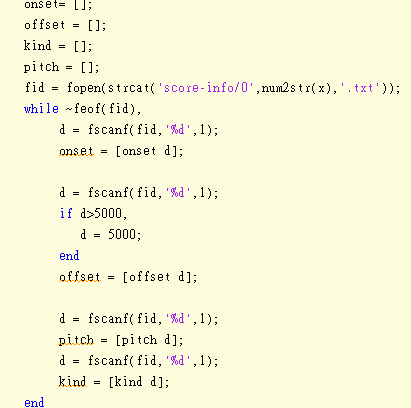 onset= [];
offset = [];
kind = [];
pitch = [];
fid = fopen(strcat('score-info/0',num2str(x),'.txt'));
while ~feof(fid),
d = fscanf(fid,'%d',1);
onset = [onset d];
d = fscanf(fid,'%d',1);
if d>5000,
d = 5000;
end
offset = [offset d];
d = fscanf(fid,'%d',1);
pitch = [pitch d];
d = fscanf(fid,'%d',1);
kind = [kind d];
end